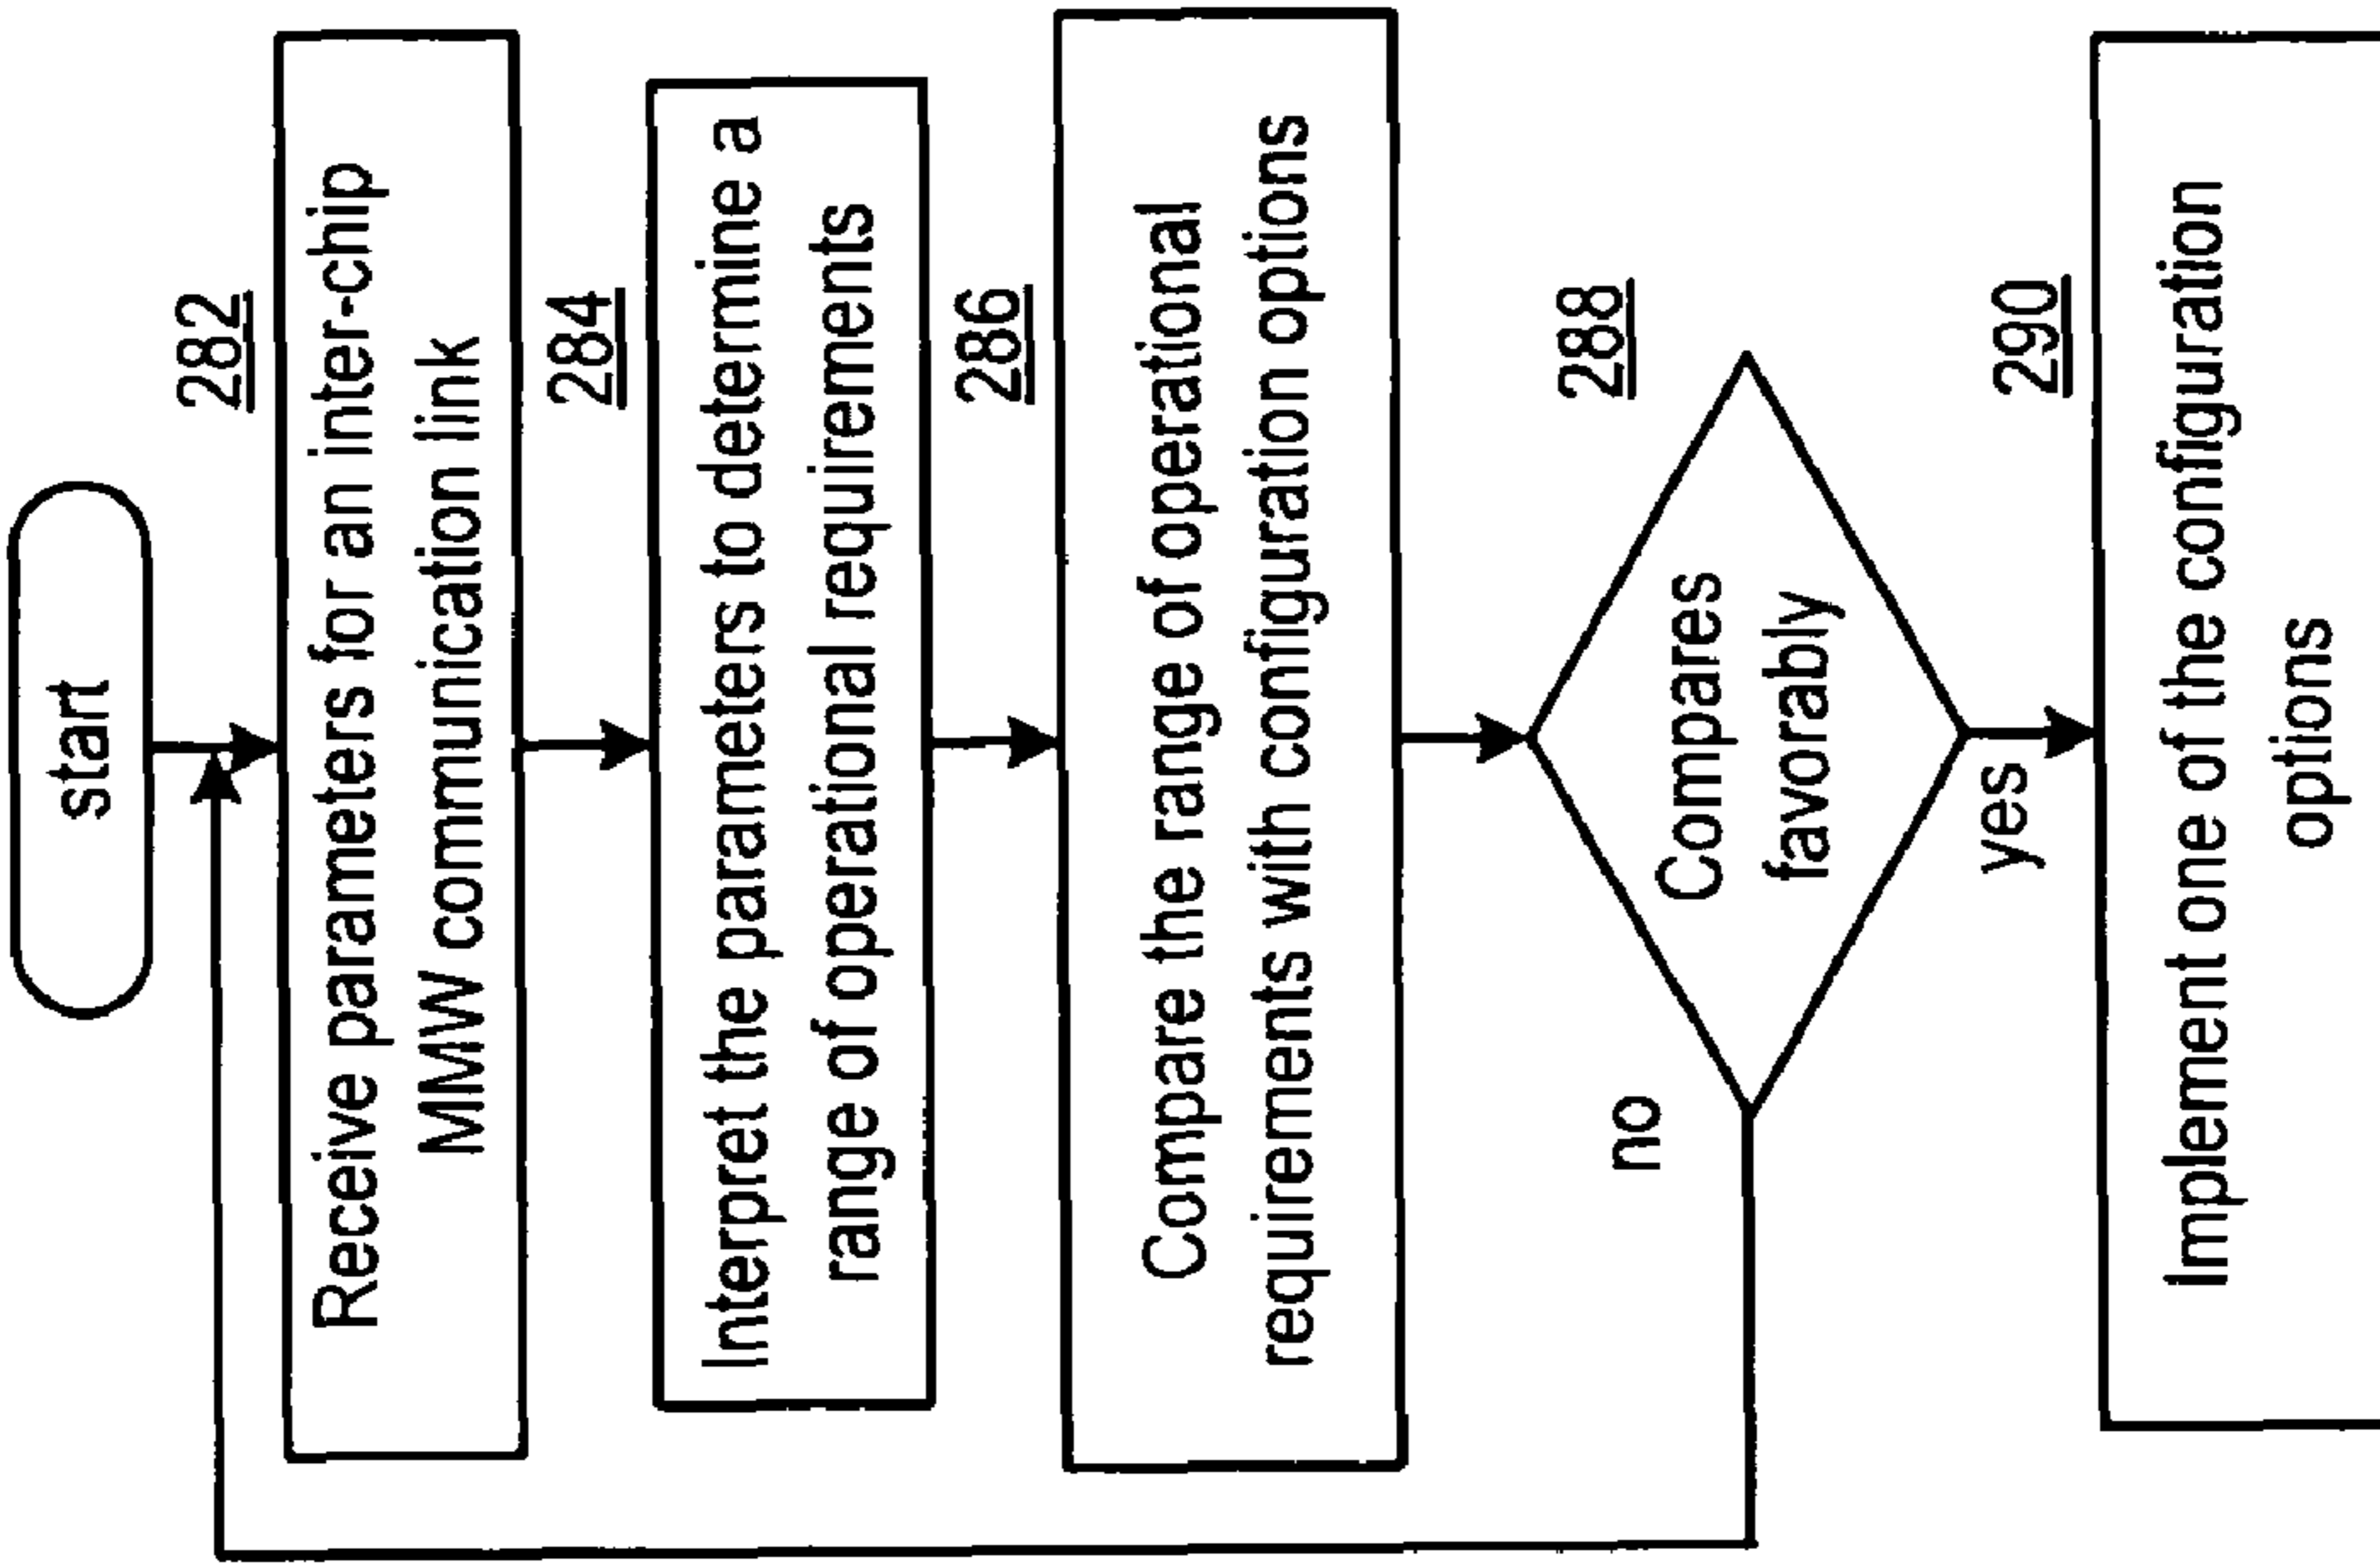 start
282
Receive parameters for an inter-chip
MMW communication link
284
Interpret the parameters to determine a
range of operational requirements
286
Compare the range of operational
requirements with configuration options
288
Compares
favorably
no
yes
290
Implement one of the configuration
options